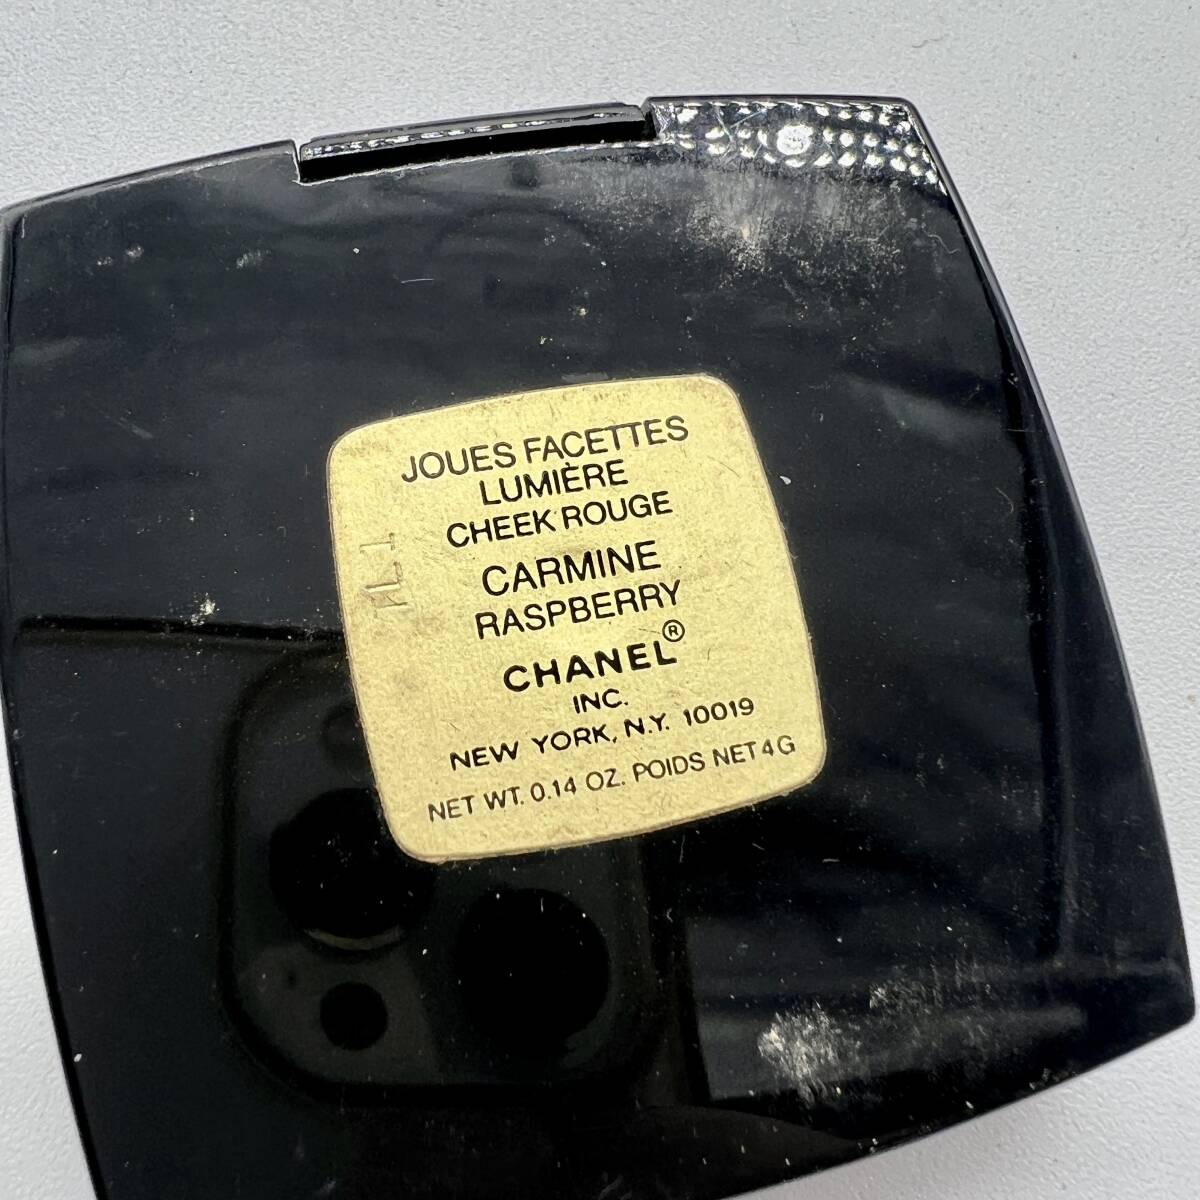 JOUES FACETTES
LUMIÈRE
CHEEK ROUGE
CARMINE
RASPBERRY
CHANEL®
INC.
NEW YORK, N.Y. 10019
NET WT. 0.14 OZ. POIDS NET 4 G